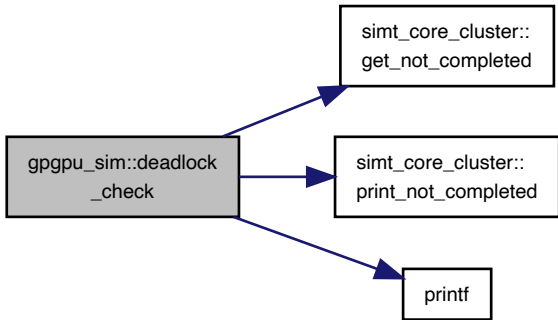 simt_core_cluster::
get_not_completed
gpgpu_sim::deadlock
_check
simt_core_cluster::
print_not_completed
printf